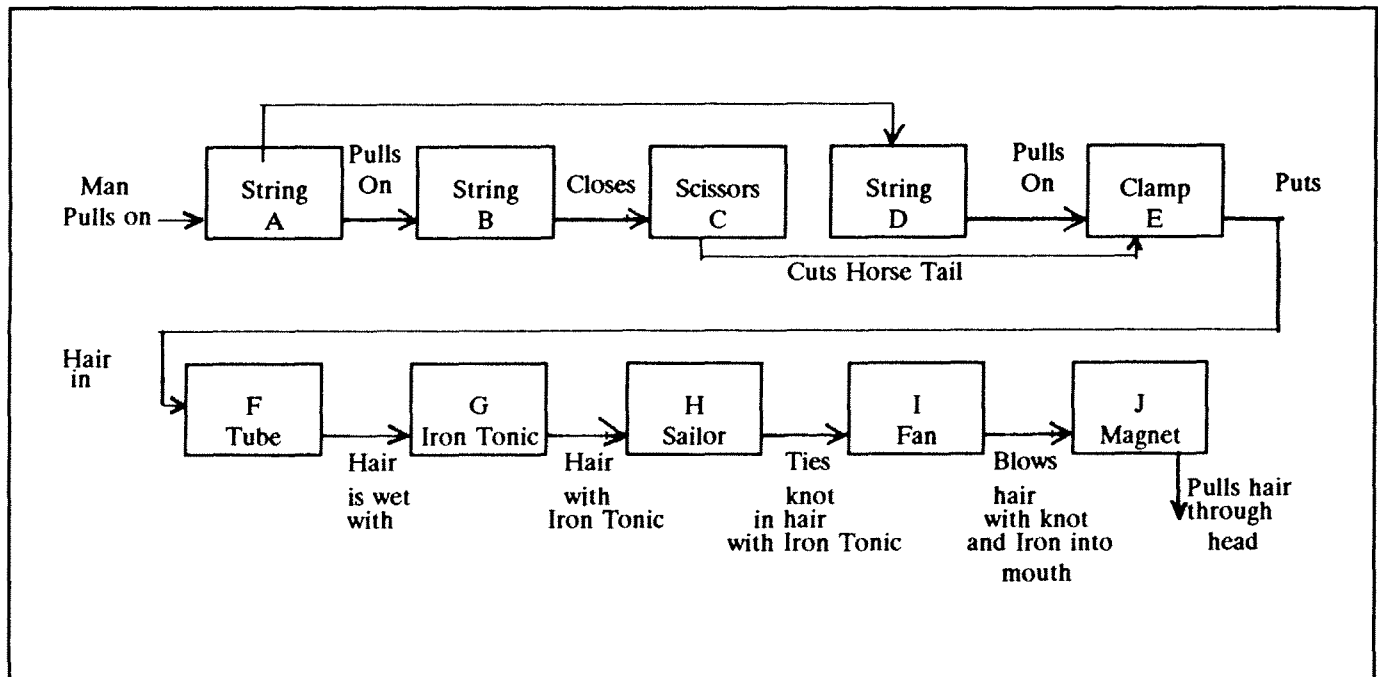 Man
Pulls on
String
A
Pulls
On
String
B
Closes
Scissors
C
String
D
Pulls
On
Clamp
E
Puts
Cuts Horse Tail
Hair
in
F
Tube
Hair
is wet
with
G
Iron Tonic
Hair
with
Iron Tonic
H
Sailor
Ties
knot
in hair
with Iron Tonic
I
Fan
Blows
hair
with knot
and Iron into
mouth
J
Magnet
Pulls hair
through
head